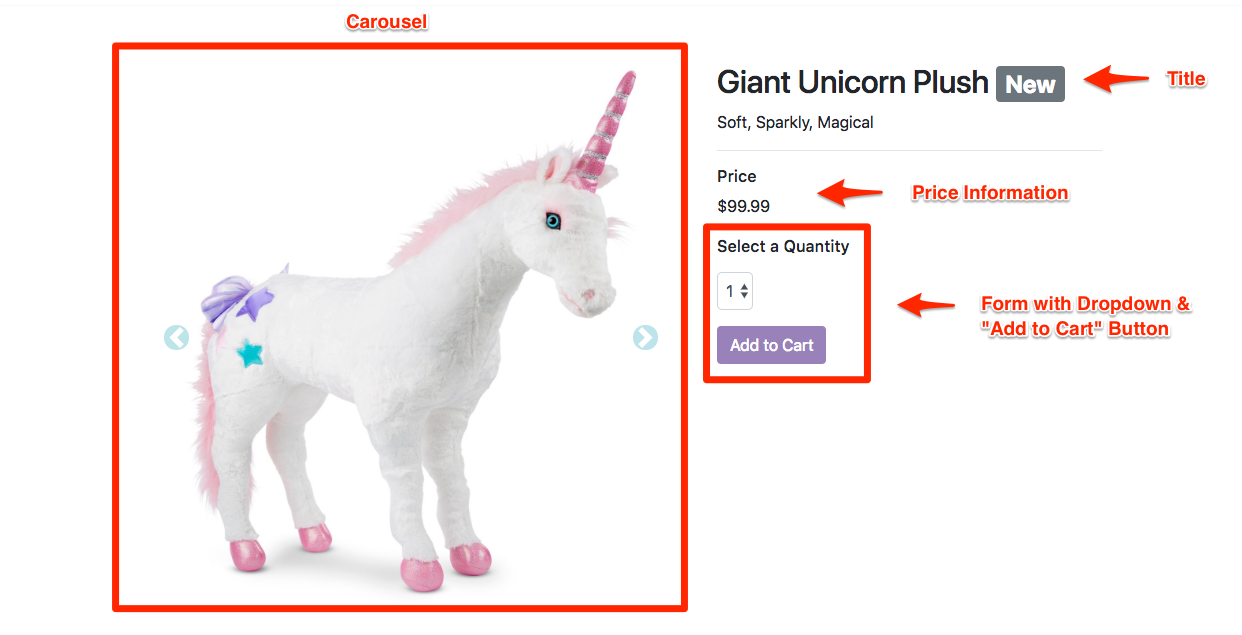 Carousel
Giant Unicorn Plush New
Title
Soft, Sparkly, Magical
Price
Price Information
$99.99
Select a Quantity
1
Form with Dropdown &
"Add to Cart" Button
Add to Cart